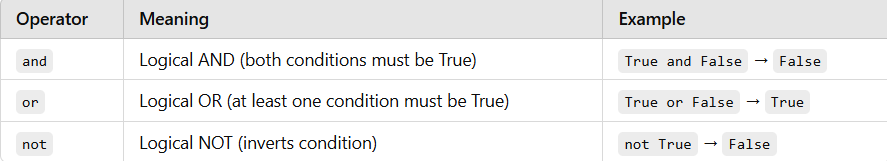 Operator Meaning Example
and Logical AND (both conditions must be True) True and False → False
or Logical OR (at least one condition must be True) True or False → True
not Logical NOT (inverts condition) not True → False